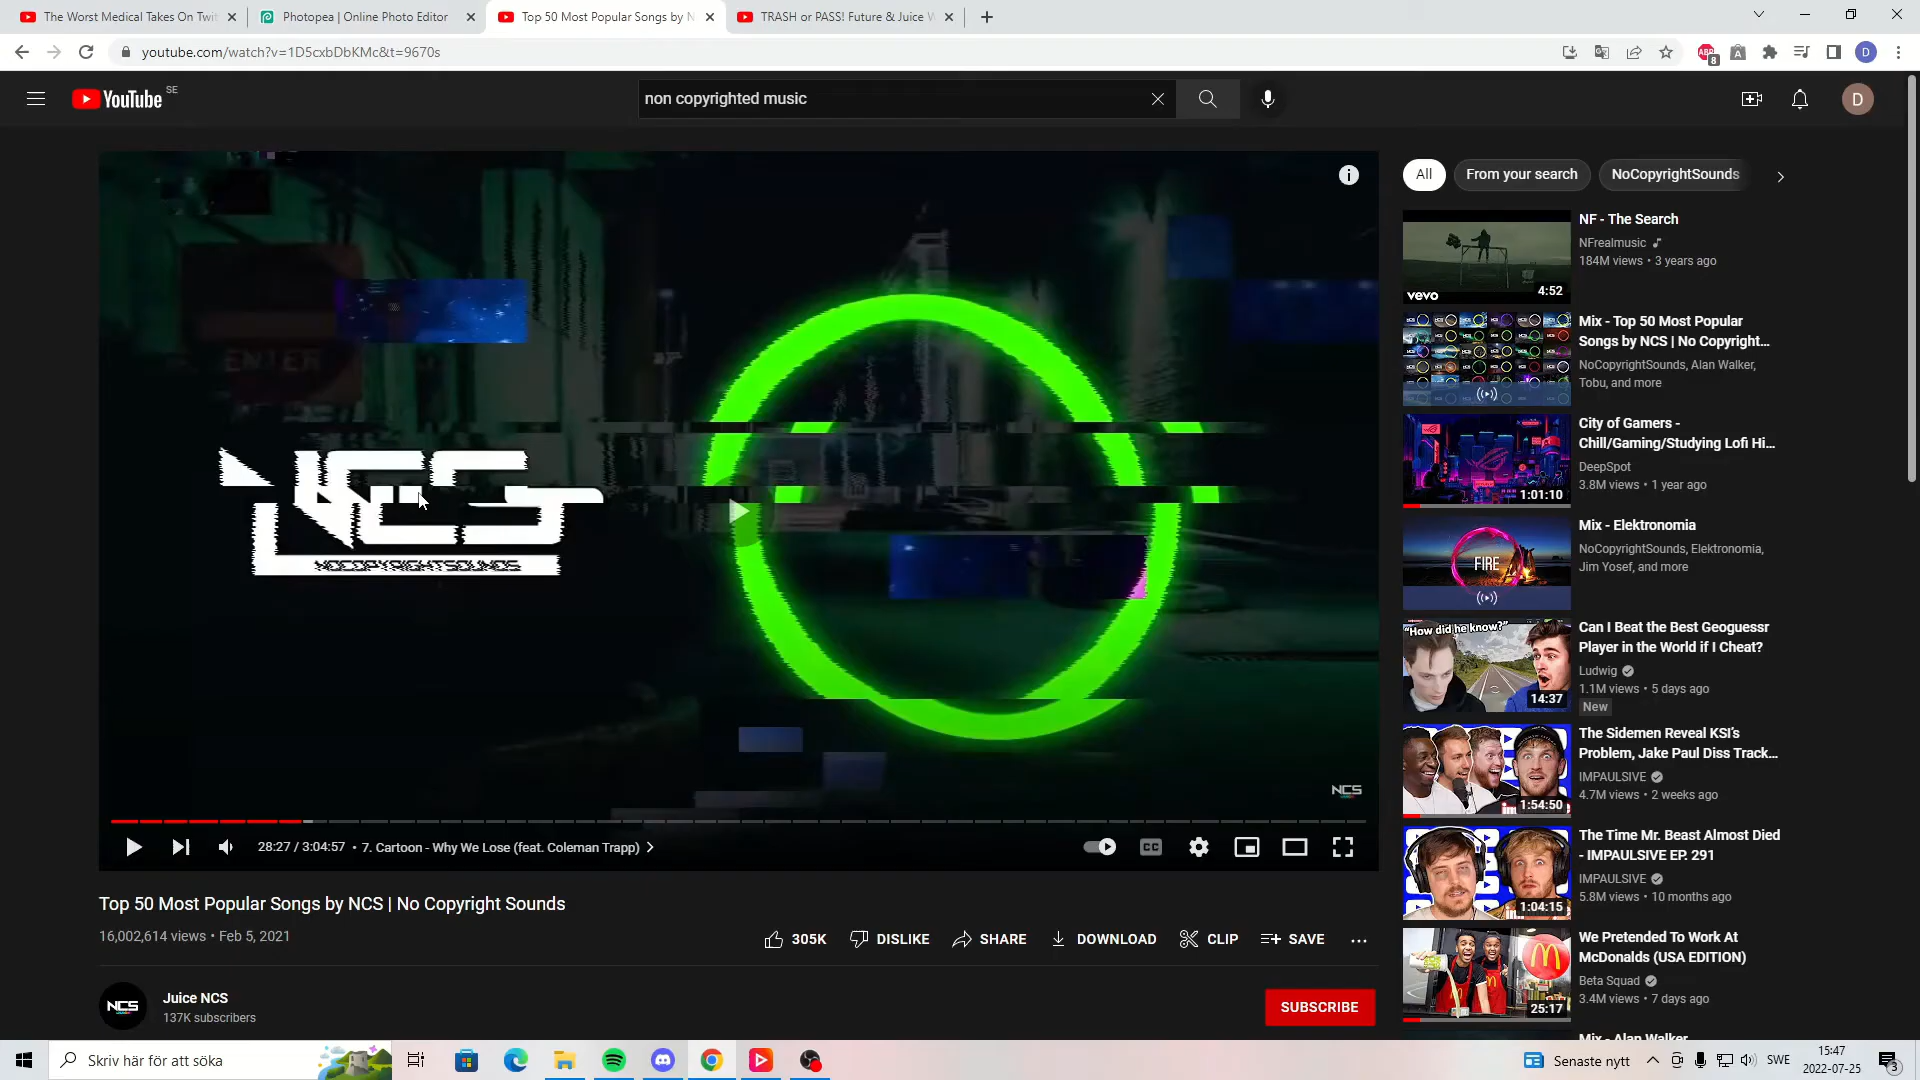 The Worst Medical Takes On Twit
Photopea | Online Photo Editor
Top 50 Most Popular Songs by N
TRASH or PASS! Future & Juice W
youtube.com/watch?v=1D5cxbDbKMc&t=9670s
ABP
8
A
D
YouTube
SE
non copyrighted music
D
All
From your search
NoCopyrightSounds
ENTER
NCS
NOCOPYRIGHTSOUNDS
NCS
28:27 / 3:04:57 • 7. Cartoon - Why We Lose (feat. Coleman Trapp)
CC
Top 50 Most Popular Songs by NCS | No Copyright Sounds
16,002,614 views • Feb 5, 2021
305K
DISLIKE
SHARE
DOWNLOAD
CLIP
SAVE
NCS
Juice NCS
137K subscribers
SUBSCRIBE
vevo
4:52
NF - The Search
NFrealmusic
184M views • 3 years ago
Mix - Top 50 Most Popular
Songs by NCS | No Copyright...
NoCopyrightSounds, Alan Walker,
Tobu, and more
1:01:10
City of Gamers -
Chill/Gaming/Studying Lofi Hi...
DeepSpot
3.8M views • 1 year ago
FIRE
Mix - Elektronomia
NoCopyrightSounds, Elektronomia,
Jim Yosef, and more
"How did he know?"
14:37
Can I Beat the Best Geoguessr
Player in the World if I Cheat?
Ludwig
1.1M views • 5 days ago
New
1:54:50
The Sidemen Reveal KSI's
Problem, Jake Paul Diss Track...
IMPAULSIVE
4.7M views • 2 weeks ago
1:04:15
The Time Mr. Beast Almost Died
- IMPAULSIVE EP. 291
IMPAULSIVE
5.8M views • 10 months ago
25:17
We Pretended To Work At
McDonalds (USA EDITION)
Beta Squad
3.4M views • 7 days ago
Mix - Alan Walker
Skriv här för att söka
Senaste nytt
SWE
15:47
2022-07-25
3